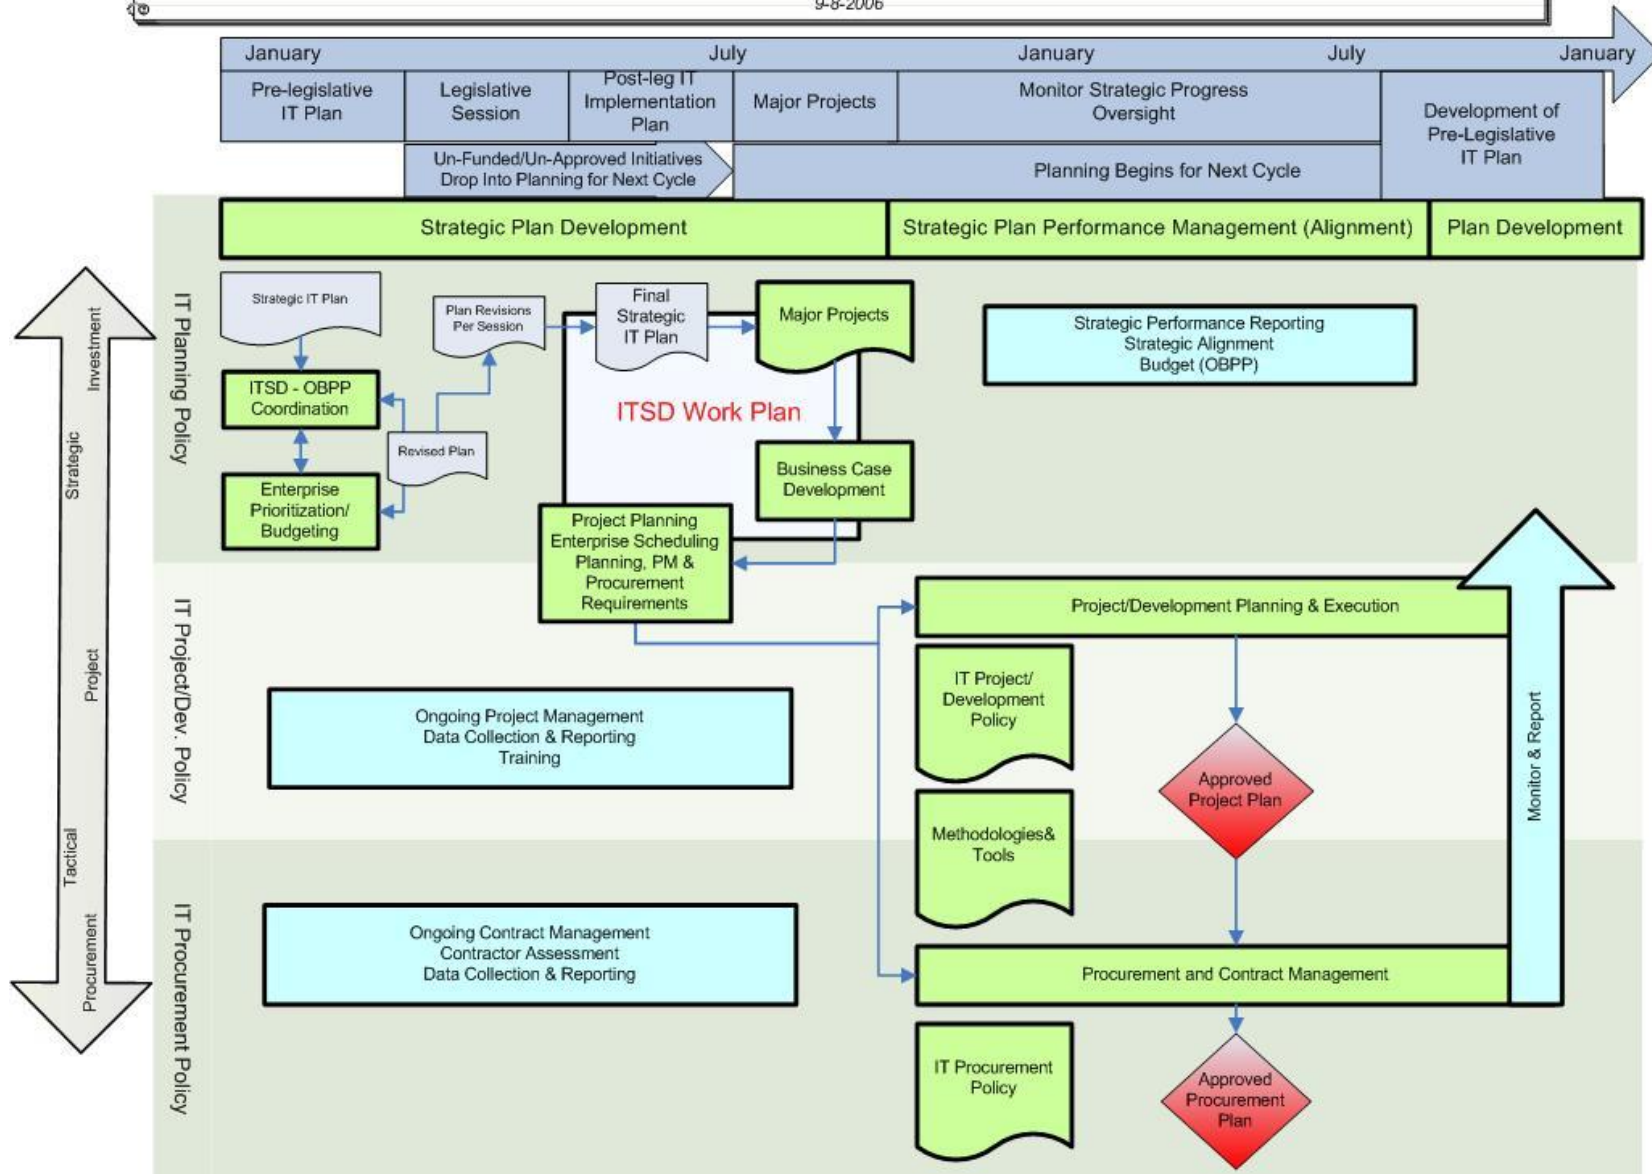 9-8-2006
January
July
January
July
January
Pre-legislative
IT Plan
Legislative
Session
Post-leg IT
Implementation
Plan
Major Projects
Monitor Strategic Progress
Oversight
Development of
Pre-Legislative
IT Plan
Un-Funded/Un-Approved Initiatives
Drop Into Planning for Next Cycle
Planning Begins for Next Cycle
Strategic Plan Development
Strategic Plan Performance Management (Alignment)
Plan Development
Investment
Strategic
Project
Tactical
Procurement
IT Planning Policy
Strategic IT Plan
ITSD - OBPP
Coordination
Enterprise
Prioritization/
Budgeting
Revised Plan
Plan Revisions
Per Session
Final
Strategic
IT Plan
Major Projects
ITSD Work Plan
Business Case
Development
Project Planning
Enterprise Scheduling
Planning, PM &
Procurement
Requirements
Strategic Performance Reporting
Strategic Alignment
Budget (OBPP)
IT Project/Dev. Policy
Ongoing Project Management
Data Collection & Reporting
Training
Project/Development Planning & Execution
IT Project/
Development
Policy
Approved
Project Plan
Methodologies&
Tools
Monitor & Report
IT Procurement Policy
Ongoing Contract Management
Contractor Assessment
Data Collection & Reporting
Procurement and Contract Management
IT Procurement
Policy
Approved
Procurement
Plan